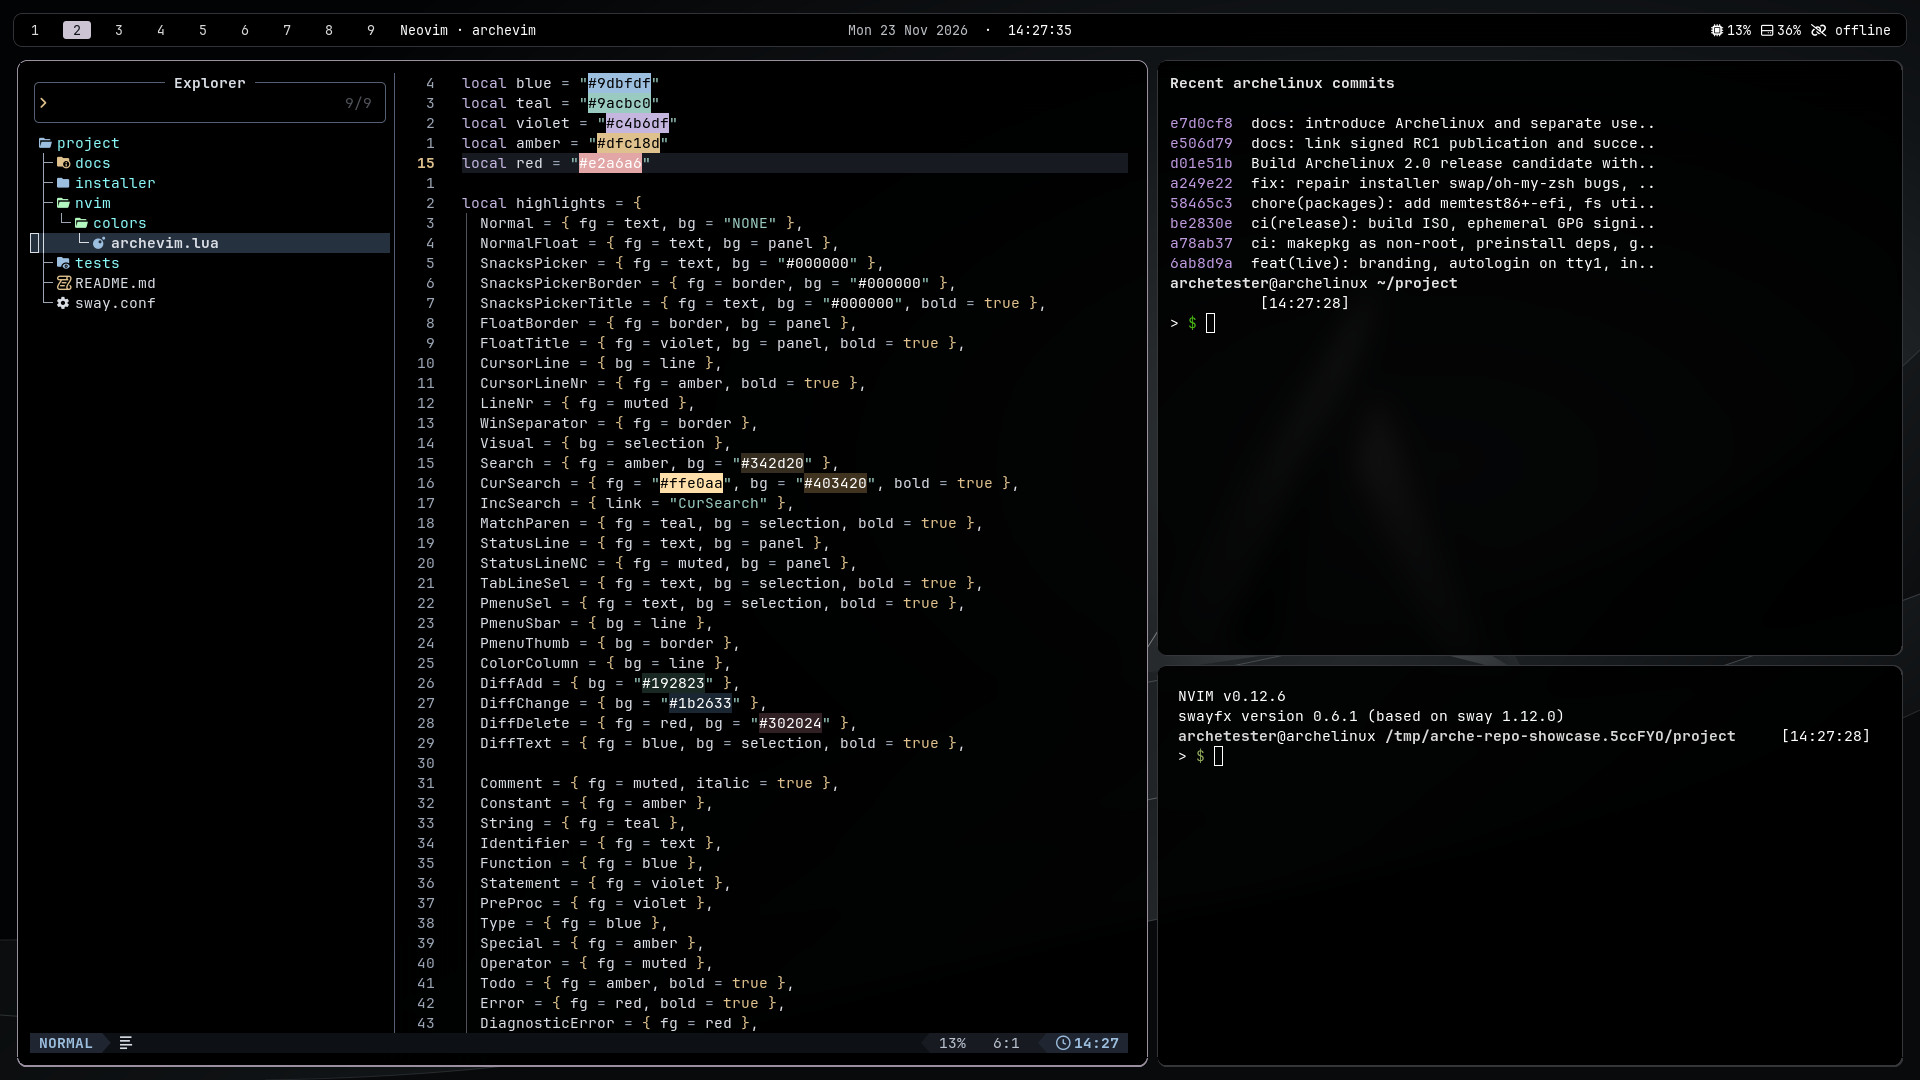 1 2 3 4 5 6 7 8 9 Neovim · archevim
Mon 23 Nov 2026 · 14:27:35
13% 36% offline
Explorer
9/9
project
docs
installer
nvim
colors
archevim.lua
tests
README.md
sway.conf
4 local blue = "#9dbfdf"
3 local teal = "#9acbc0"
2 local violet = "#c4b6df"
1 local amber = "#dfc18d"
15 local red = "#e2a6a6"
1
2 local highlights = {
3 Normal = { fg = text, bg = "NONE" },
4 NormalFloat = { fg = text, bg = panel },
5 SnacksPicker = { fg = text, bg = "#000000" },
6 SnacksPickerBorder = { fg = border, bg = "#000000" },
7 SnacksPickerTitle = { fg = text, bg = "#000000", bold = true },
8 FloatBorder = { fg = border, bg = panel },
9 FloatTitle = { fg = violet, bg = panel, bold = true },
10 CursorLine = { bg = line },
11 CursorLineNr = { fg = amber, bold = true },
12 LineNr = { fg = muted },
13 WinSeparator = { fg = border },
14 Visual = { bg = selection },
15 Search = { fg = amber, bg = "#342d20" },
16 CurSearch = { fg = "#ffe0aa", bg = "#403420", bold = true },
17 IncSearch = { link = "CurSearch" },
18 MatchParen = { fg = teal, bg = selection, bold = true },
19 StatusLine = { fg = text, bg = panel },
20 StatusLineNC = { fg = muted, bg = panel },
21 TabLineSel = { fg = text, bg = selection, bold = true },
22 PmenuSel = { fg = text, bg = selection, bold = true },
23 PmenuSbar = { bg = line },
24 PmenuThumb = { bg = border },
25 ColorColumn = { bg = line },
26 DiffAdd = { bg = "#192823" },
27 DiffChange = { bg = "#1b2633" },
28 DiffDelete = { fg = red, bg = "#302024" },
29 DiffText = { fg = blue, bg = selection, bold = true },
30
31 Comment = { fg = muted, italic = true },
32 Constant = { fg = amber },
33 String = { fg = teal },
34 Identifier = { fg = text },
35 Function = { fg = blue },
36 Statement = { fg = violet },
37 PreProc = { fg = violet },
38 Type = { fg = blue },
39 Special = { fg = amber },
40 Operator = { fg = muted },
41 Todo = { fg = amber, bold = true },
42 Error = { fg = red, bold = true },
43 DiagnosticError = { fg = red },
NORMAL 13% 6:1 14:27
Recent archelinux commits
e7d0cf8 docs: introduce Archelinux and separate use..
e506d79 docs: link signed RC1 publication and succe..
d01e51b Build Archelinux 2.0 release candidate with..
a249e22 fix: repair installer swap/oh-my-zsh bugs, ..
58465c3 chore(packages): add memtest86+-efi, fs uti..
be2830e ci(release): build ISO, ephemeral GPG signi..
a78ab37 ci: makepkg as non-root, preinstall deps, g..
6ab8d9a feat(live): branding, autologin on tty1, in..
archetester@archelinux ~/project
[14:27:28]
> $
NVIM v0.12.6
swayfx version 0.6.1 (based on sway 1.12.0)
archetester@archelinux /tmp/arche-repo-showcase.5ccFYO/project [14:27:28]
> $